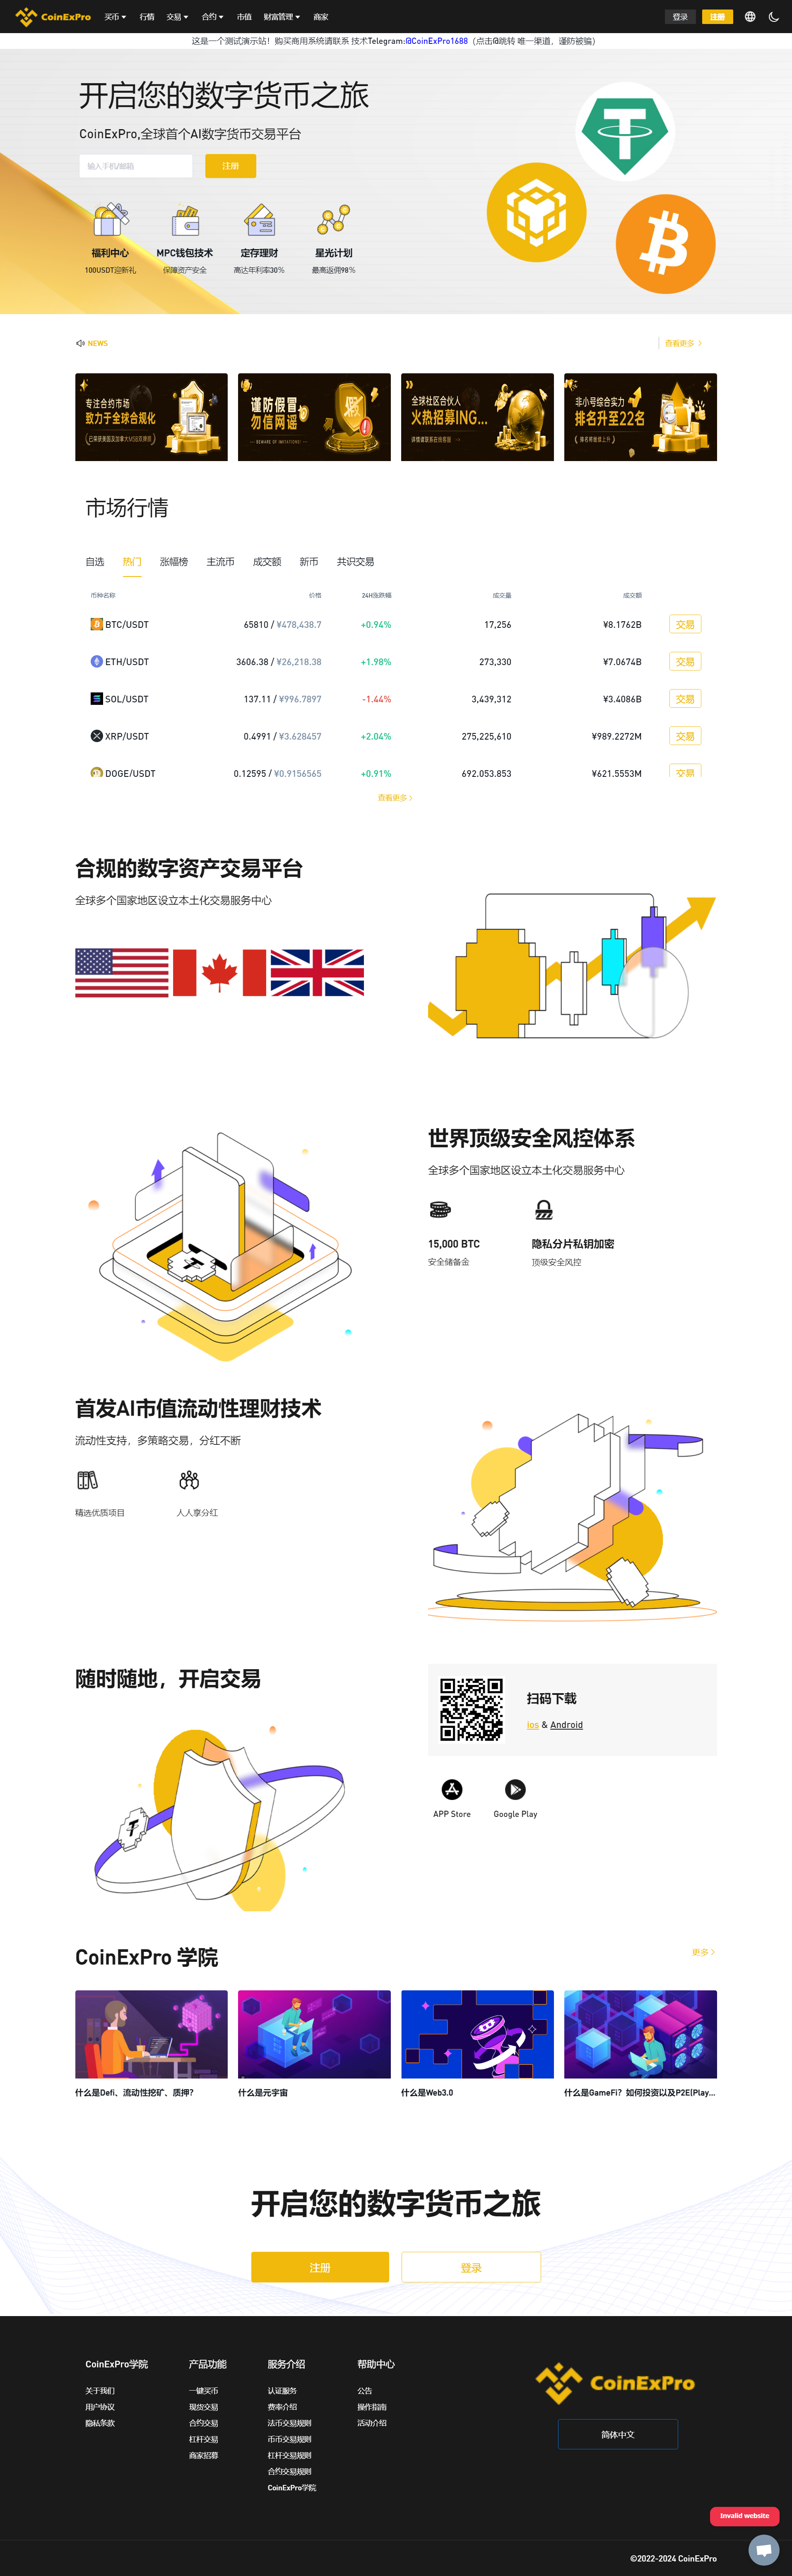 CoinExPro 买币 行情 交易 合约 市值 财富管理 商家 登录 注册
这是一个测试演示站！购买商用系统请联系 技术Telegram:@CoinExPro1688（点击@跳转 唯一渠道，谨防被骗）
开启您的数字货币之旅
CoinExPro,全球首个AI数字货币交易平台
输入手机/邮箱 注册
福利中心 MPC钱包技术 定存理财 星光计划
100USDT迎新礼 保障资产安全 高达年利率30% 最高返佣98%
NEWS 查看更多
专注合约市场
致力于全球合规化
谨防假冒
勿信网谣
BEWARE OF IMITATIONS!
全球社区合伙人
火热招募ING...
详情请联系在线客服
非小号综合实力
排名升至22名
排名将继续上升
市场行情
自选 热门 涨幅榜 主流币 成交额 新币 共识交易
币种名称 价格 24H涨跌幅 成交量 成交额
BTC/USDT 65810 / ¥478,438.7 +0.94% 17,256 ¥8.1762B 交易
ETH/USDT 3606.38 / ¥26,218.38 +1.98% 273,330 ¥7.0674B 交易
SOL/USDT 137.11 / ¥996.7897 -1.44% 3,439,312 ¥3.4086B 交易
XRP/USDT 0.4991 / ¥3.628457 +2.04% 275,225,610 ¥989.2272M 交易
DOGE/USDT 0.12595 / ¥0.9156565 +0.91% 692,053,853 ¥621.5553M 交易
查看更多
合规的数字资产交易平台
全球多个国家地区设立本土化交易服务中心
世界顶级安全风控体系
全球多个国家地区设立本土化交易服务中心
15,000 BTC 隐私分片私钥加密
安全储备金 顶级安全风控
首发AI市值流动性理财技术
流动性支持，多策略交易，分红不断
精选优质项目 人人享分红
随时随地，开启交易
扫码下载
ios & Android
APP Store Google Play
CoinExPro 学院 更多
什么是Defi、流动性挖矿、质押？ 什么是元宇宙 什么是Web3.0 什么是GameFi？如何投资以及P2E(Play...
开启您的数字货币之旅
注册 登录
CoinExPro学院 产品功能 服务介绍 帮助中心
关于我们 一键买币 认证服务 公告
用户协议 现货交易 费率介绍 操作指南
隐私条款 合约交易 法币交易规则 活动介绍
杠杆交易 币币交易规则
商家招募 杠杆交易规则
合约交易规则
CoinExPro学院
CoinExPro
简体中文
Invalid website
©2022-2024 CoinExPro